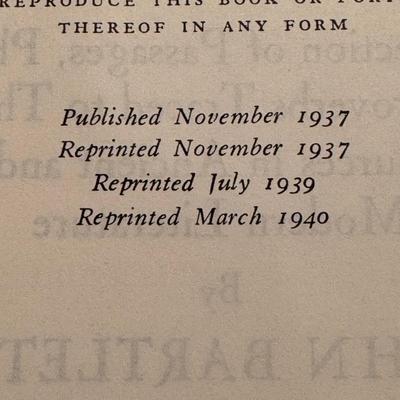 REPRODUCE THIS BOOK OR
THEREOF IN ANY FORM
Published November 1937
Reprinted November 1937
Reprinted July 1939
Reprinted March 1940